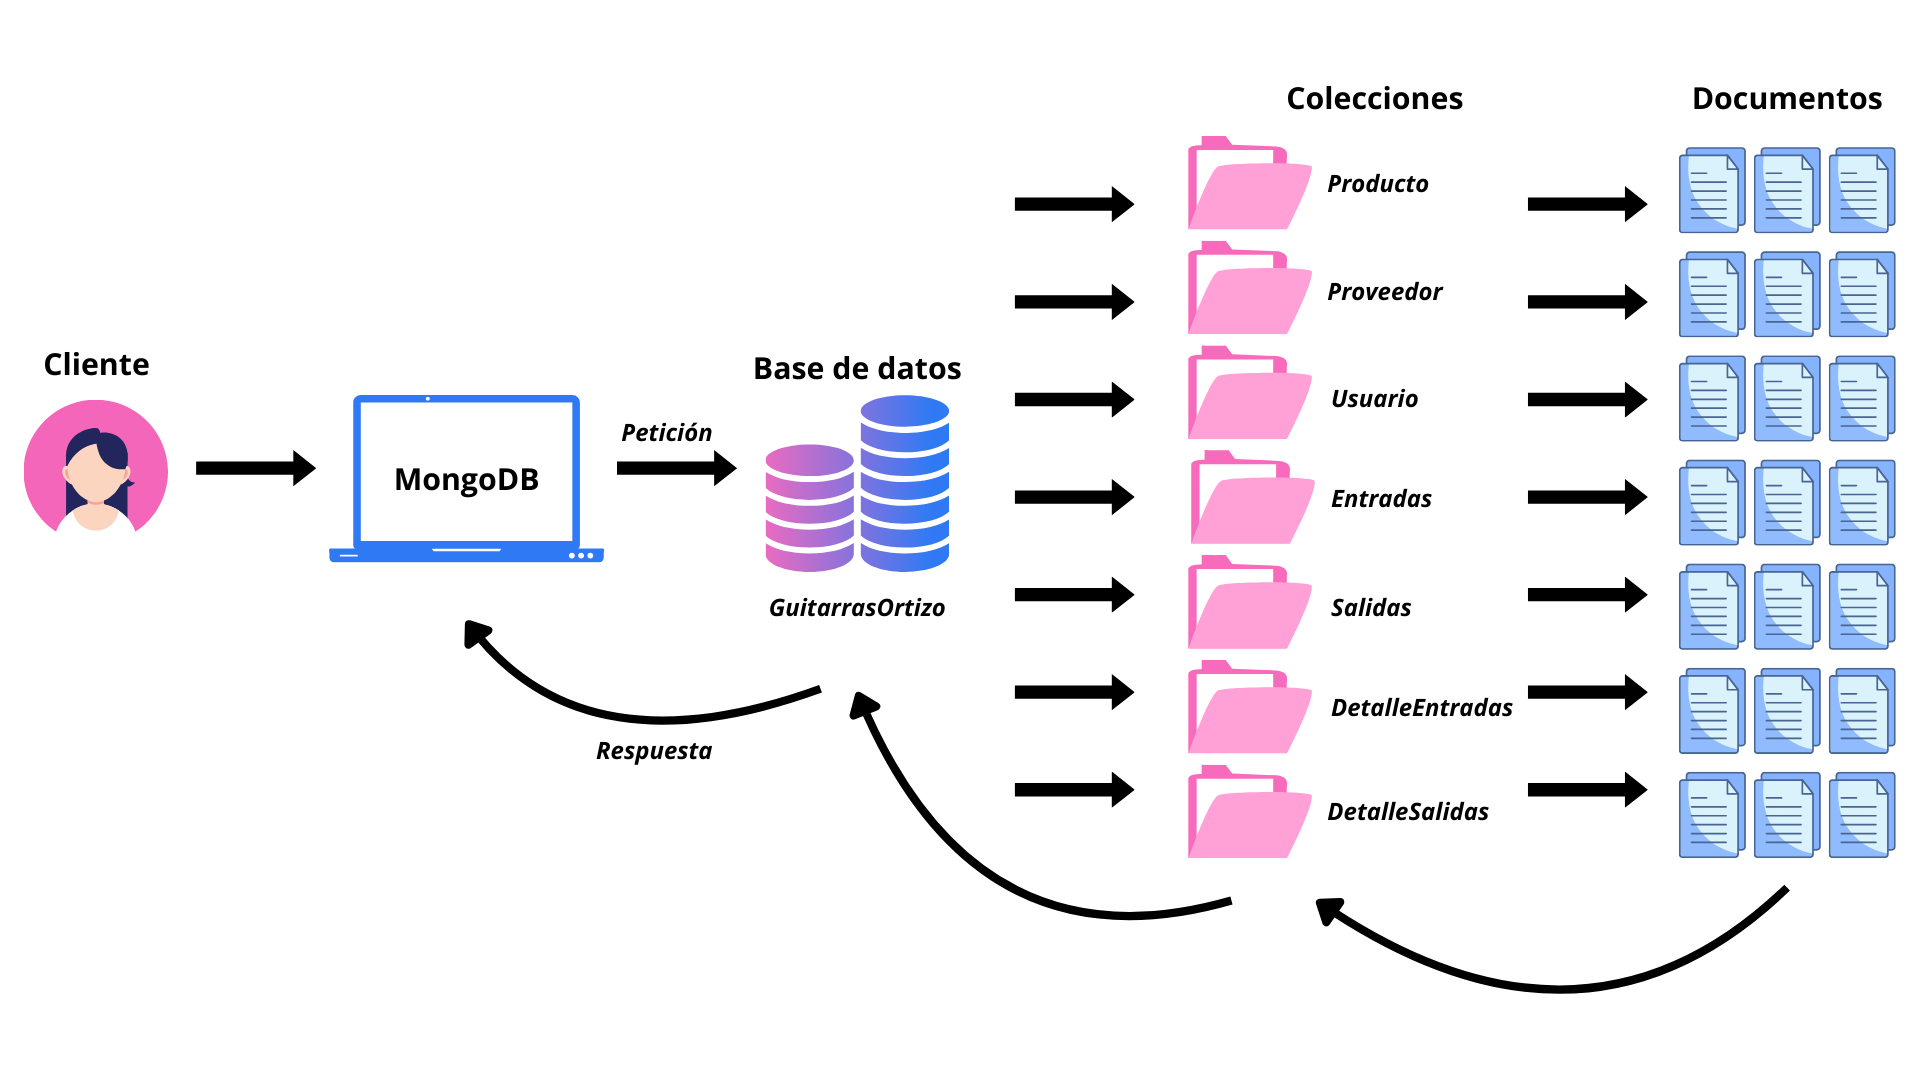 Cliente
MongoDB
Petición
Base de datos
GuitarrasOrtizo
Respuesta
Colecciones
Producto
Proveedor
Usuario
Entradas
Salidas
DetalleEntradas
DetalleSalidas
Documentos